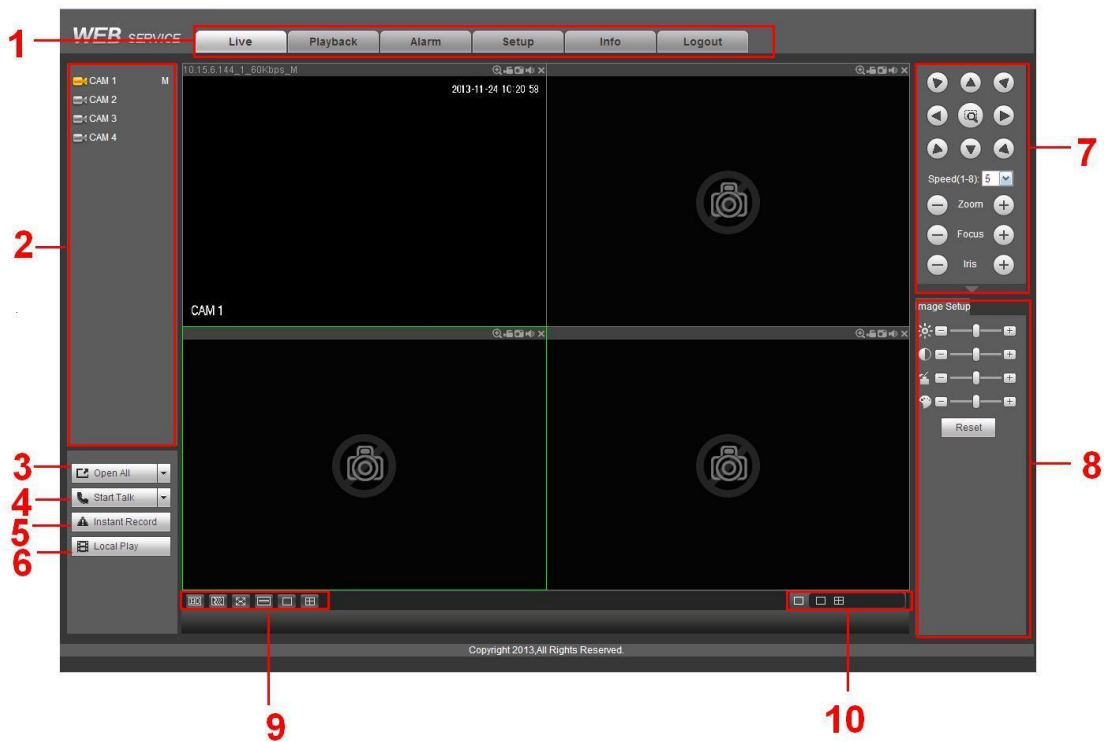 1
WEB SERVICE
Live
Playback
Alarm
Setup
Info
Logout
CAM 1 M
CAM 2
CAM 3
CAM 4
2
10.15.6.144_1_60Kbps_M
2013-11-24 10:20:58
CAM 1
7
Speed(1-8): 5
Zoom
Focus
Iris
Image Setup
Reset
8
3
Open All
4
Start Talk
5
Instant Record
6
Local Play
Copyright 2013,All Rights Reserved.
9
10